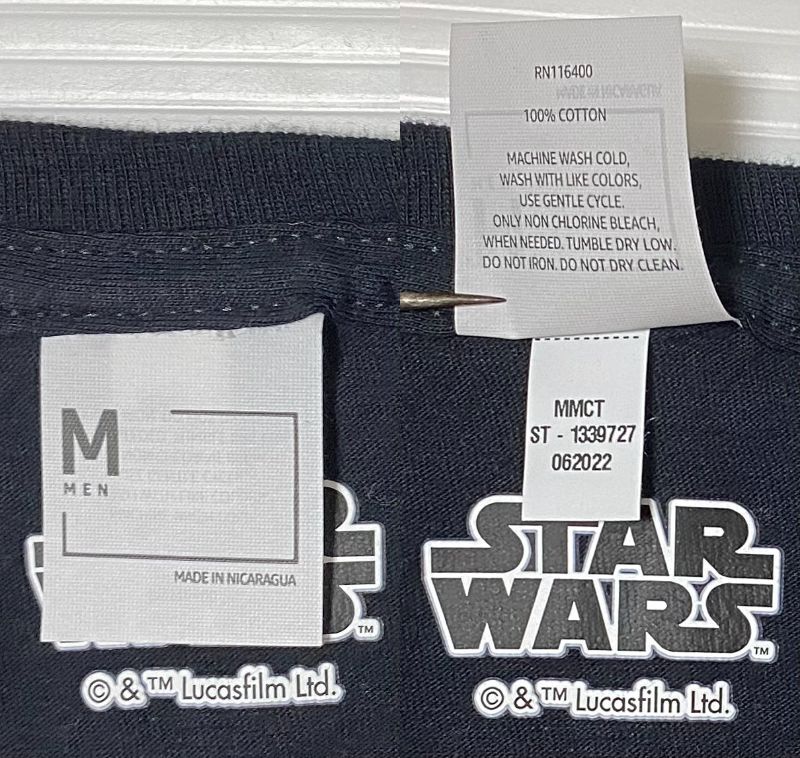 M
MEN
MADE IN NICARAGUA
TM
© & TM Lucasfilm Ltd.
RN116400
100% COTTON
MACHINE WASH COLD,
WASH WITH LIKE COLORS,
USE GENTLE CYCLE.
ONLY NON CHLORINE BLEACH,
WHEN NEEDED. TUMBLE DRY LOW.
DO NOT IRON. DO NOT DRY CLEAN.
MMCT
ST - 1339727
062022
STAR
WARS TM
© & TM Lucasfilm Ltd.